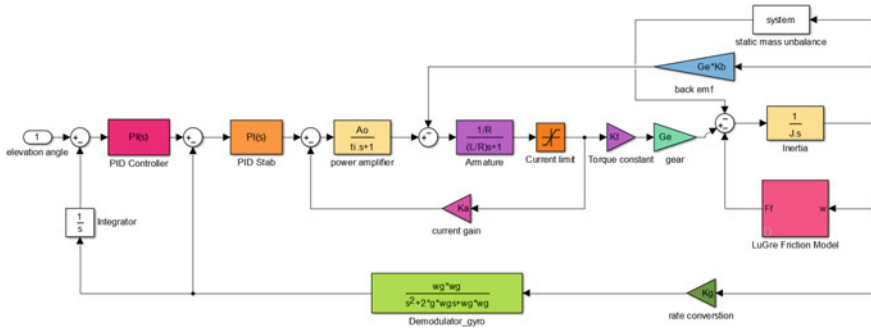 system
static mass unbalance
Ge*Kb
back emf
1
elevation angle
PI(s)
PID Controller
PI(s)
PID Stab
Ao
ti.s+1
power amplifier
1/R
(L/R)s+1
Armature
Current limit
Kt
Torque constant
Ge
gear
1
J.s
Inertia
1
s
Integrator
Ka
current gain
Ff
w
LuGre Friction Model
wg*wg
s²+2*g*wgs+wg*wg
Demodulator_gyro
Kg
rate converstion